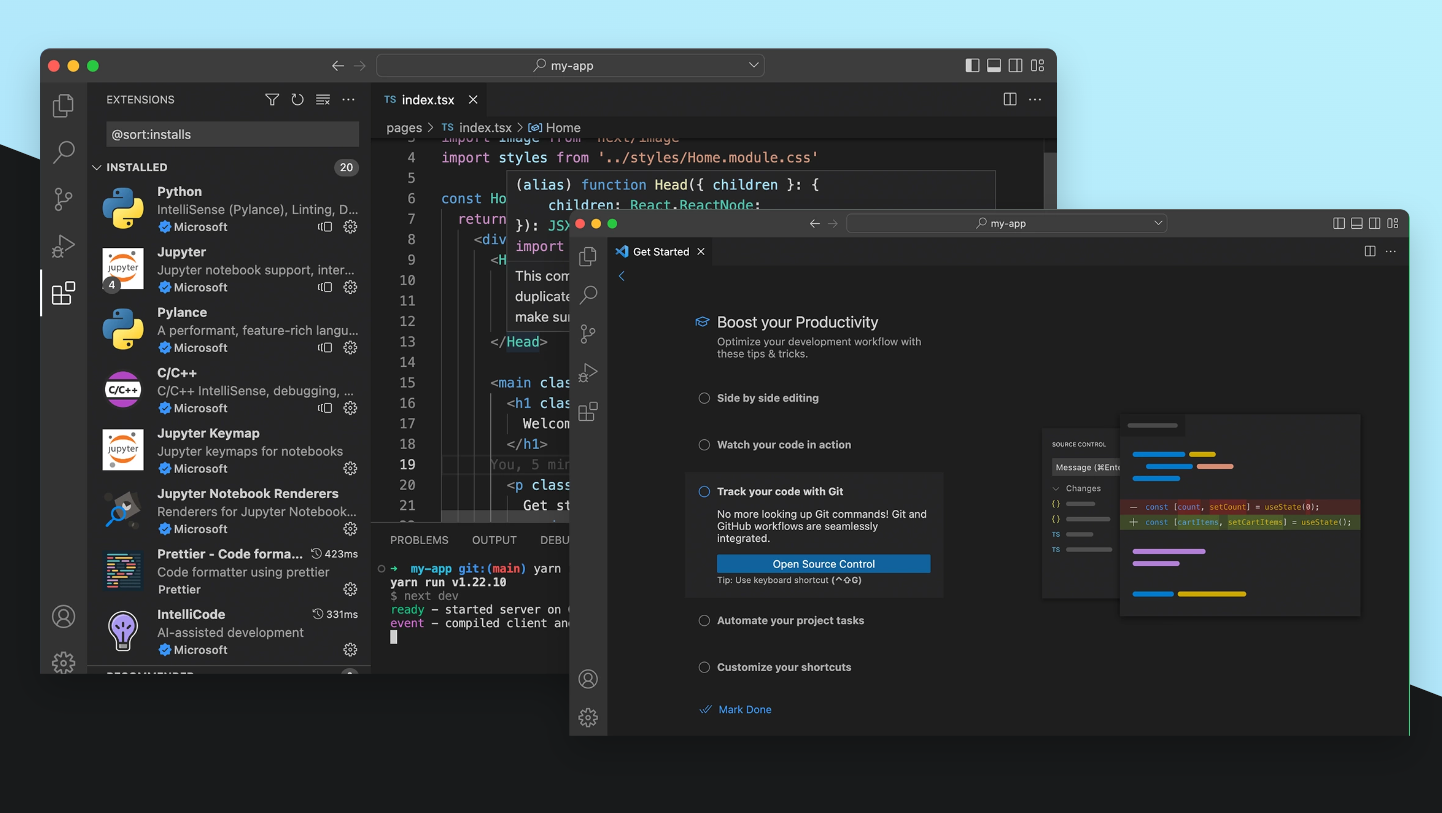 my-app
EXTENSIONS
@sort:installs
INSTALLED 20
Python
IntelliSense (Pylance), Linting, D...
Microsoft
Jupyter
Jupyter notebook support, inter...
Microsoft
jupyter
4
Pylance
A performant, feature-rich langu...
Microsoft
C/C++
C/C++
C/C++ IntelliSense, debugging, ...
Microsoft
Jupyter Keymap
jupyter
Jupyter keymaps for notebooks
Microsoft
Jupyter Notebook Renderers
Renderers for Jupyter Notebook...
Microsoft
Prettier - Code forma... 423ms
Code formatter using prettier
Prettier
IntelliCode 331ms
AI-assisted development
Microsoft
TS index.tsx
pages > TS index.tsx > Home
import image from 'next/image'
4 import styles from '../styles/Home.module.css'
5
6 const Ho
7 return
8 <div
9 <H
10
11
12
13 </Head>
14
15 <main clas
16 <h1 clas
17 Welcom
18 </h1>
19 You, 5 min
20 <p class
21 Get st
(alias) function Head({ children }: {
children: React.ReactNode;
}): JSX
import
This com
duplicate
make sur
PROBLEMS OUTPUT DEBU
→ my-app git:(main) yarn
yarn run v1.22.10
$ next dev
ready - started server on
event - compiled client an
my-app
Get Started
Boost your Productivity
Optimize your development workflow with
these tips & tricks.
Side by side editing
Watch your code in action
Track your code with Git
No more looking up Git commands! Git and
GitHub workflows are seamlessly
integrated.
Open Source Control
Tip: Use keyboard shortcut (⌃⇧G)
Automate your project tasks
Customize your shortcuts
Mark Done
SOURCE CONTROL
Message (⌘Ente
Changes
{}
{}
TS
TS
— const [count, setCount] = useState(0);
+ const [cartItems, setCartItems] = useState();